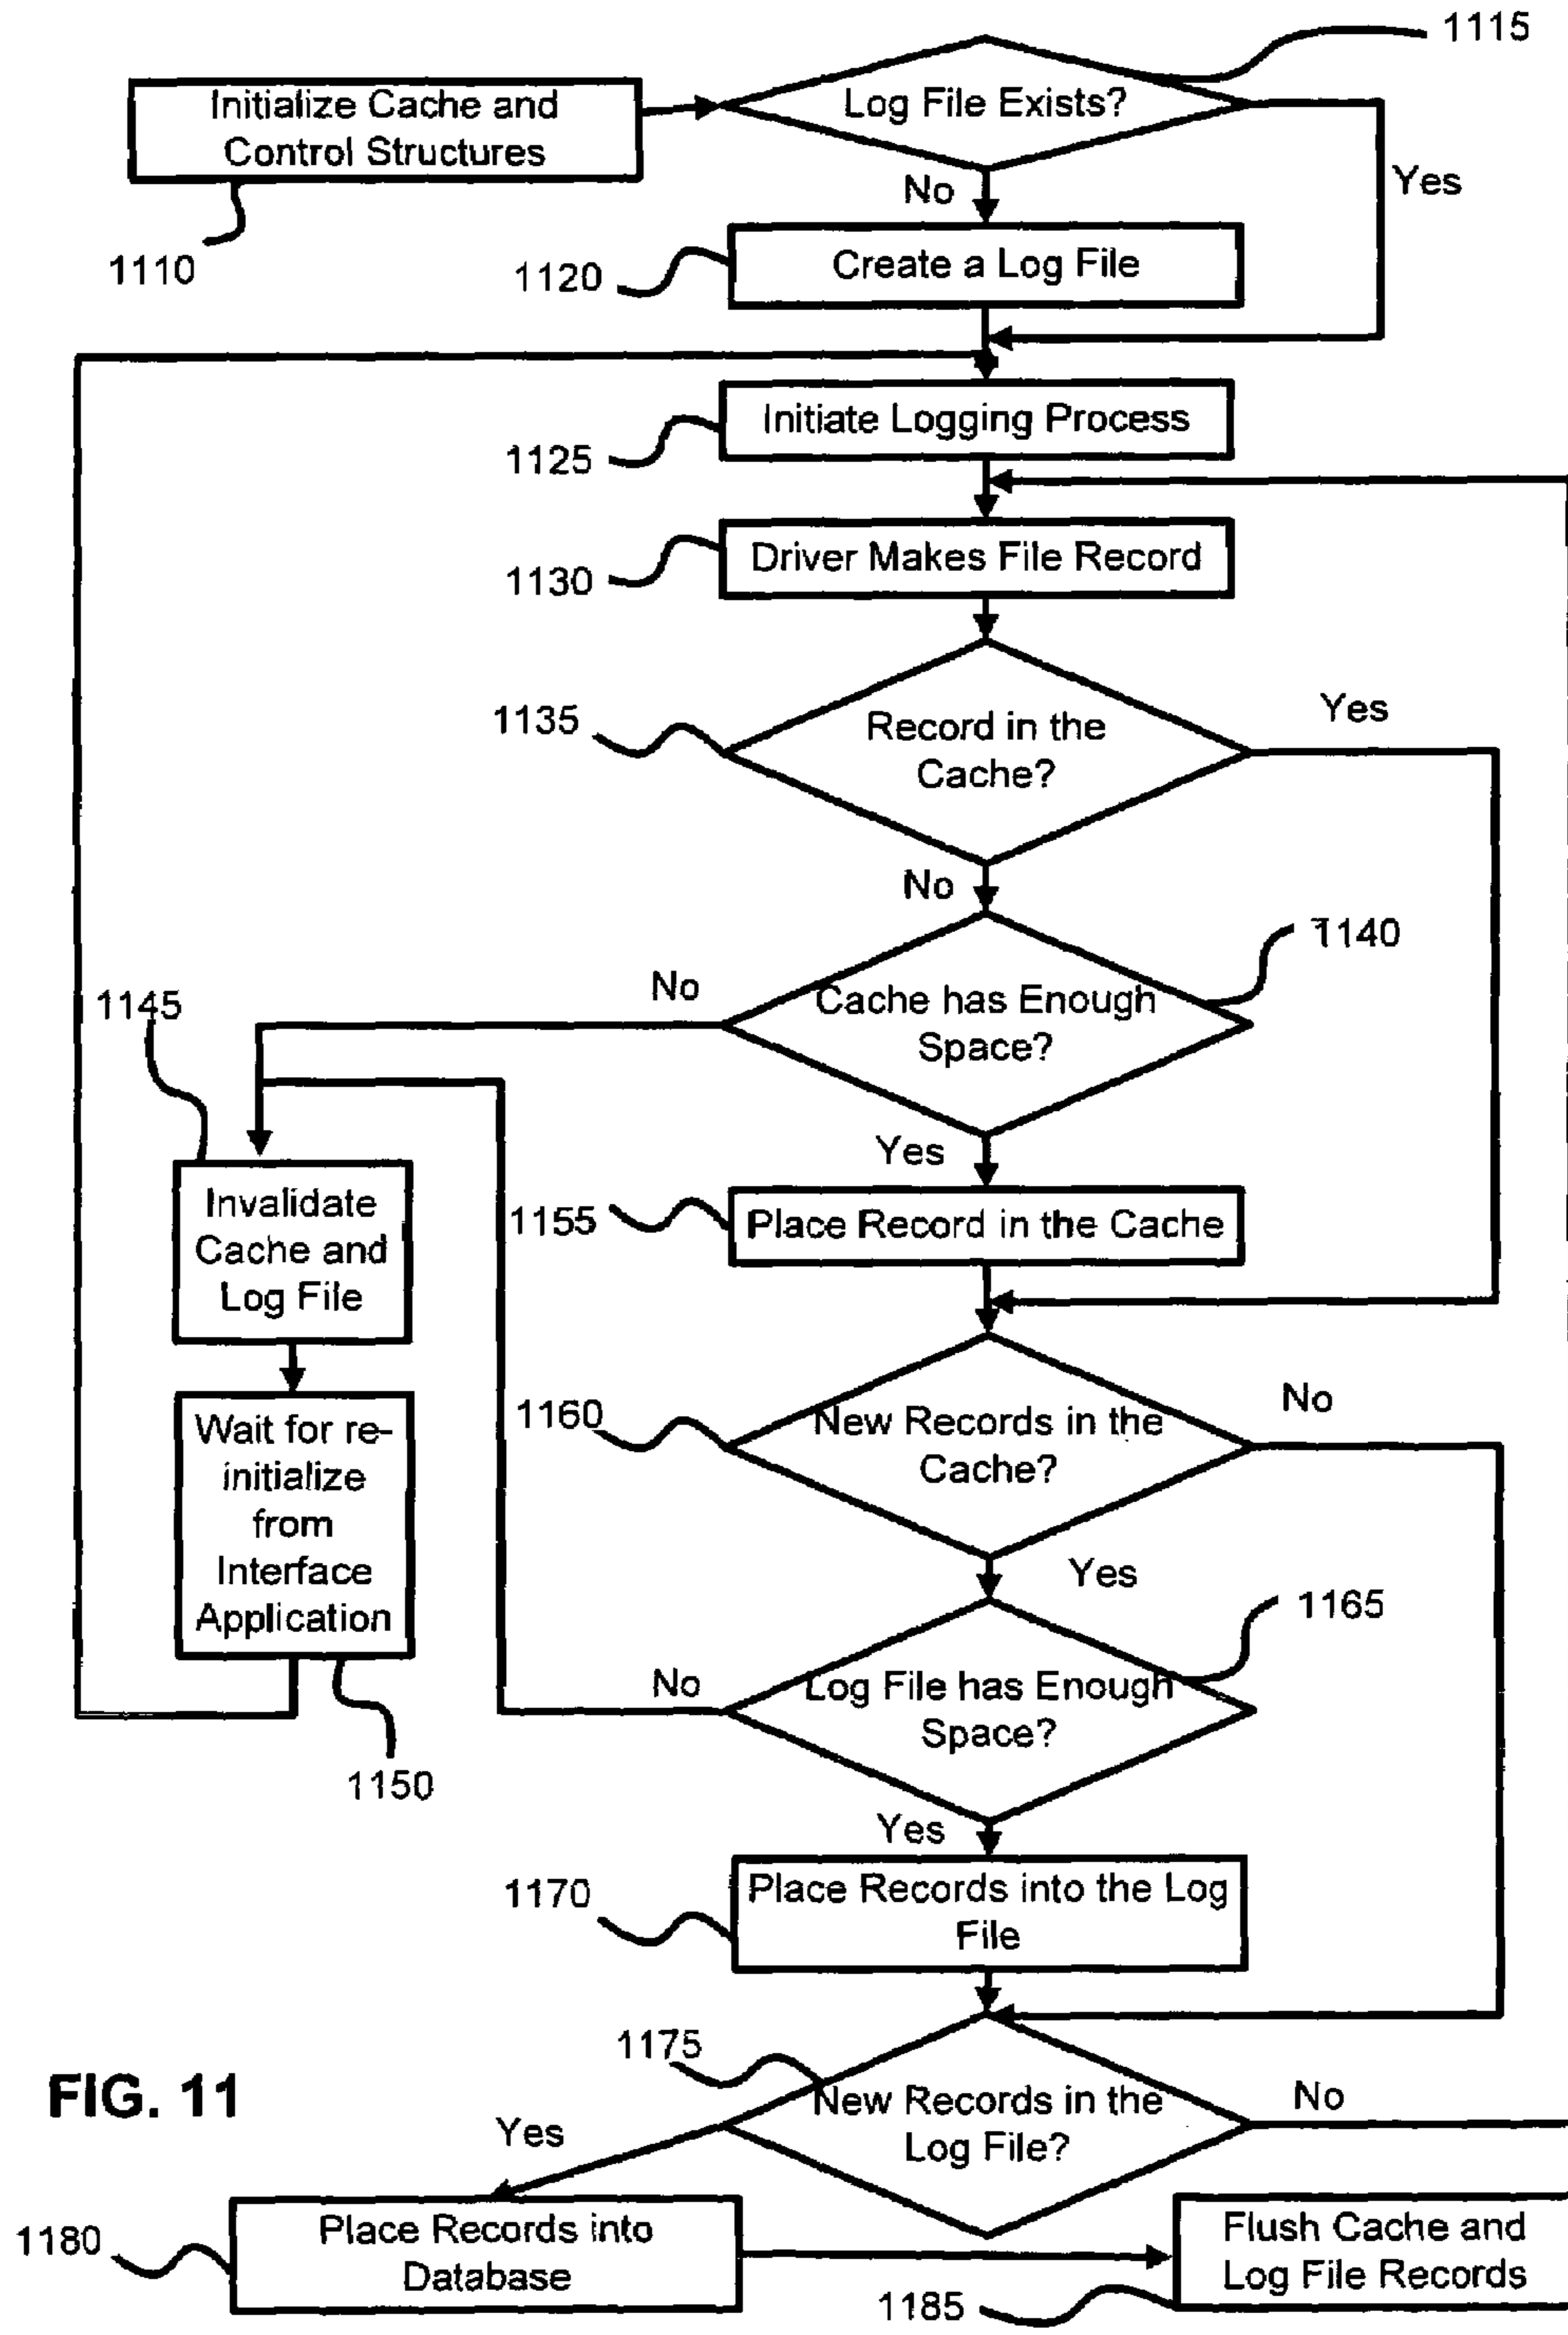 1115
Initialize Cache and
Control Structures
Log File Exists?
No
Yes
1110
1120
Create a Log File
Initiate Logging Process
1125
Driver Makes File Record
1130
1135
Record in the
Cache?
Yes
No
1140
No
Cache has Enough
Space?
1145
Yes
Invalidate
Cache and
Log File
1155
Place Record in the Cache
Wait for re-
initialize
from
Interface
Application
1160
New Records in the
Cache?
No
Yes
1165
No
Log File has Enough
Space?
1150
Yes
1170
Place Records into the Log
File
1175
FIG. 11
New Records in the
Log File?
No
Yes
1180
Place Records into
Database
Flush Cache and
Log File Records
1185